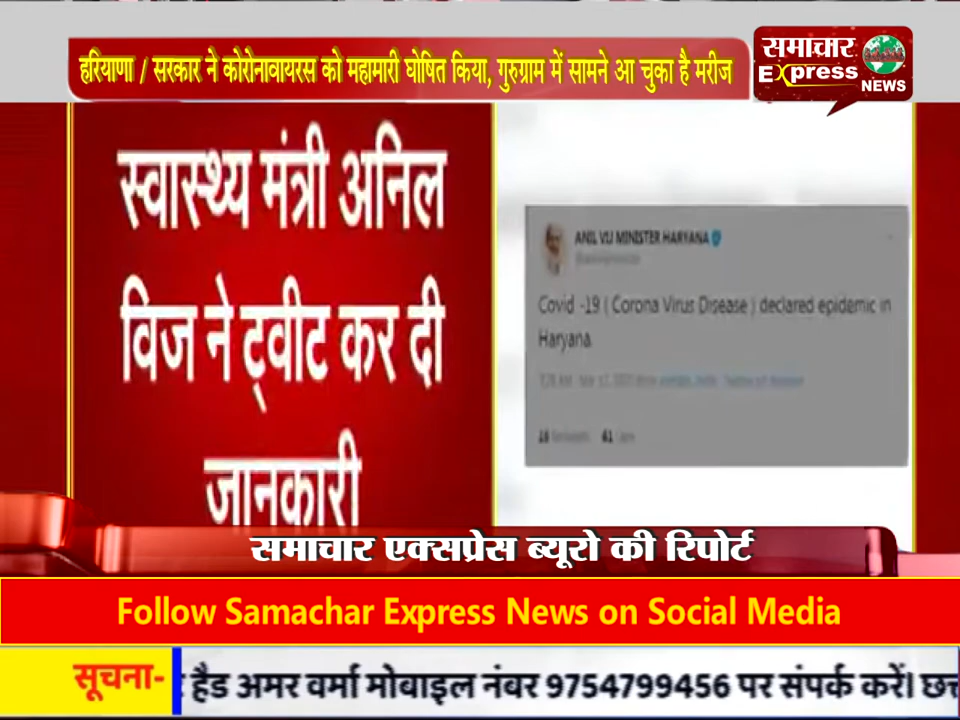 हरियाणा / सरकार ने कोरोनावायरस को महामारी घोषित किया, गुरुग्राम में सामने आ चुका है मरीज
समाचार
Express
NEWS
स्वास्थ्य मंत्री अनिल
विज ने ट्वीट कर दी
जानकारी
ANIL VIJ MINISTER HARYANA
Covid -19 ( Corona Virus Disease ) declared epidemic in
Haryana
61
समाचार एक्सप्रेस ब्यूरो की रिपोर्ट
Follow Samachar Express News on Social Media
सूचना-
हैड अमर वर्मा मोबाइल नंबर 9754799456 पर संपर्क करें।